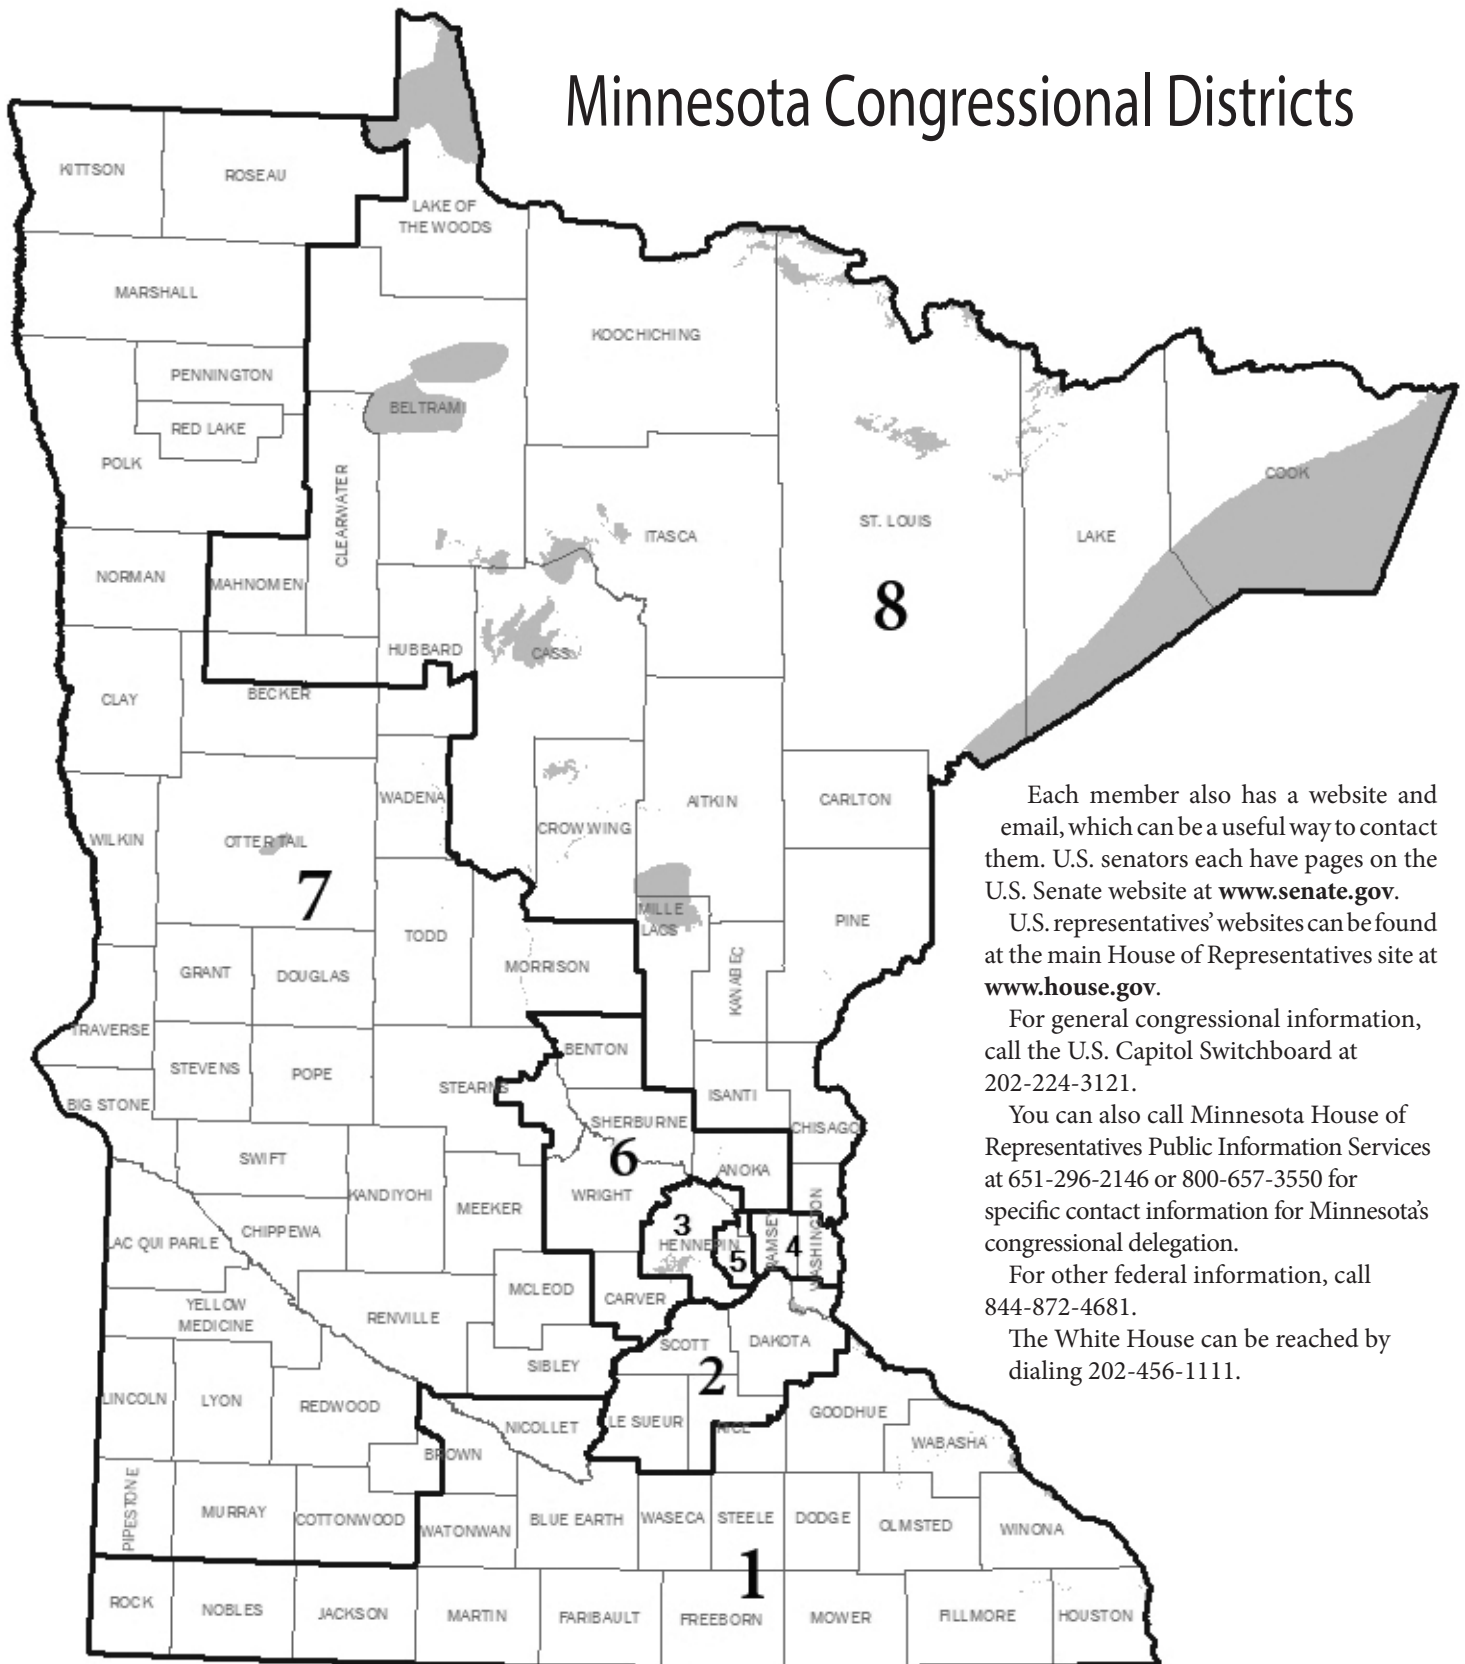 Minnesota Congressional Districts
KITTSON
ROSEAU
LAKE OF
THE WOODS
MARSHALL
KOOCHICHING
PENNINGTON
BELTRAMI
RED LAKE
POLK
CLEARWATER
COOK
ST. LOUIS
ITASCA
LAKE
NORMAN
MAHNOMEN
8
HUBBARD
CASS
CLAY
BECKER
WADENA
AITKIN
CARLTON
CROW WING
WILKIN
OTTER TAIL
7
MILLE
LACS
PINE
TODD
MORRISON
GRANT
DOUGLAS
KANABEC
TRAVERSE
BENTON
STEVENS
POPE
STEARNS
ISANTI
BIG STONE
SHERBURNE
CHISAGO
SWIFT
6
ANOKA
KANDIYOHI
WRIGHT
MEEKER
CHIPPEWA
3
LAC QUI PARLE
HENNEPIN
5
RAMSEY
4
WASHINGTON
MCLEOD
CARVER
YELLOW
MEDICINE
RENVILLE
SCOTT
DAKOTA
SIBLEY
2
LINCOLN
LYON
REDWOOD
NICOLLET
LE SUEUR
RICE
GOODHUE
WABASHA
BROWN
PIPESTONE
MURRAY
COTTONWOOD
WATONWAN
BLUE EARTH
WASECA
STEELE
DODGE
OLMSTED
WINONA
1
ROCK
NOBLES
JACKSON
MARTIN
FARIBAULT
FREEBORN
MOWER
FILLMORE
HOUSTON
Each member also has a website and
email, which can be a useful way to contact
them. U.S. senators each have pages on the
U.S. Senate website at www.senate.gov.
U.S. representatives’ websites can be found
at the main House of Representatives site at
www.house.gov.
For general congressional information,
call the U.S. Capitol Switchboard at
202-224-3121.
You can also call Minnesota House of
Representatives Public Information Services
at 651-296-2146 or 800-657-3550 for
specific contact information for Minnesota’s
congressional delegation.
For other federal information, call
844-872-4681.
The White House can be reached by
dialing 202-456-1111.